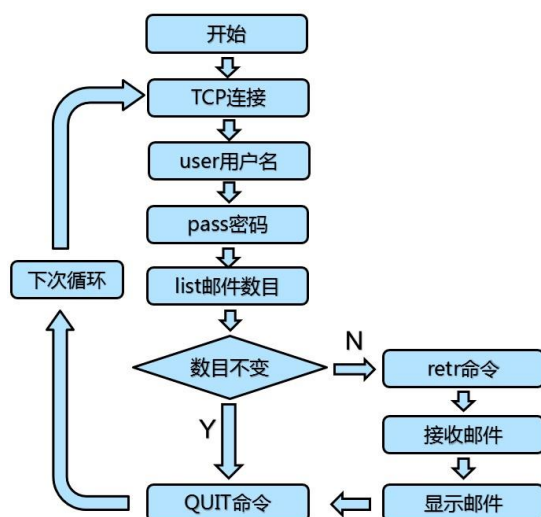 开始
TCP连接
user用户名
pass密码
下次循环
list邮件数目
数目不变
N
retr命令
Y
接收邮件
QUIT命令
显示邮件